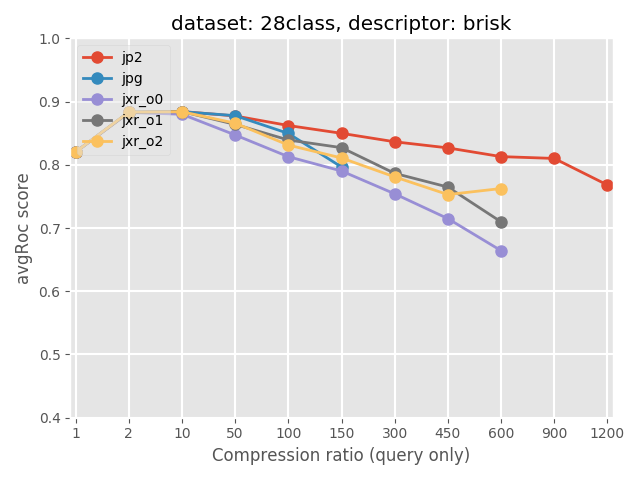 dataset: 28class, descriptor: brisk
1.0
0.9
0.8
0.7
0.6
0.5
0.4
avgRoc score
jp2
jpg
jxr_o0
jxr_o1
jxr_o2
1 2 10 50 100 150 300 450 600 900 1200
Compression ratio (query only)